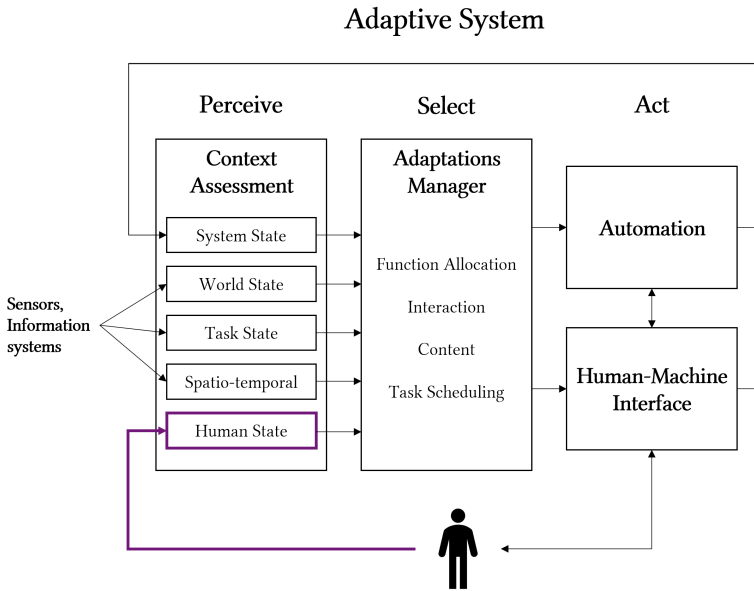 Adaptive System
Perceive
Select
Act
Context
Assessment
System State
World State
Task State
Spatio-temporal
Human State
Sensors,
Information
systems
Adaptations
Manager
Function Allocation
Interaction
Content
Task Scheduling
Automation
Human-Machine
Interface